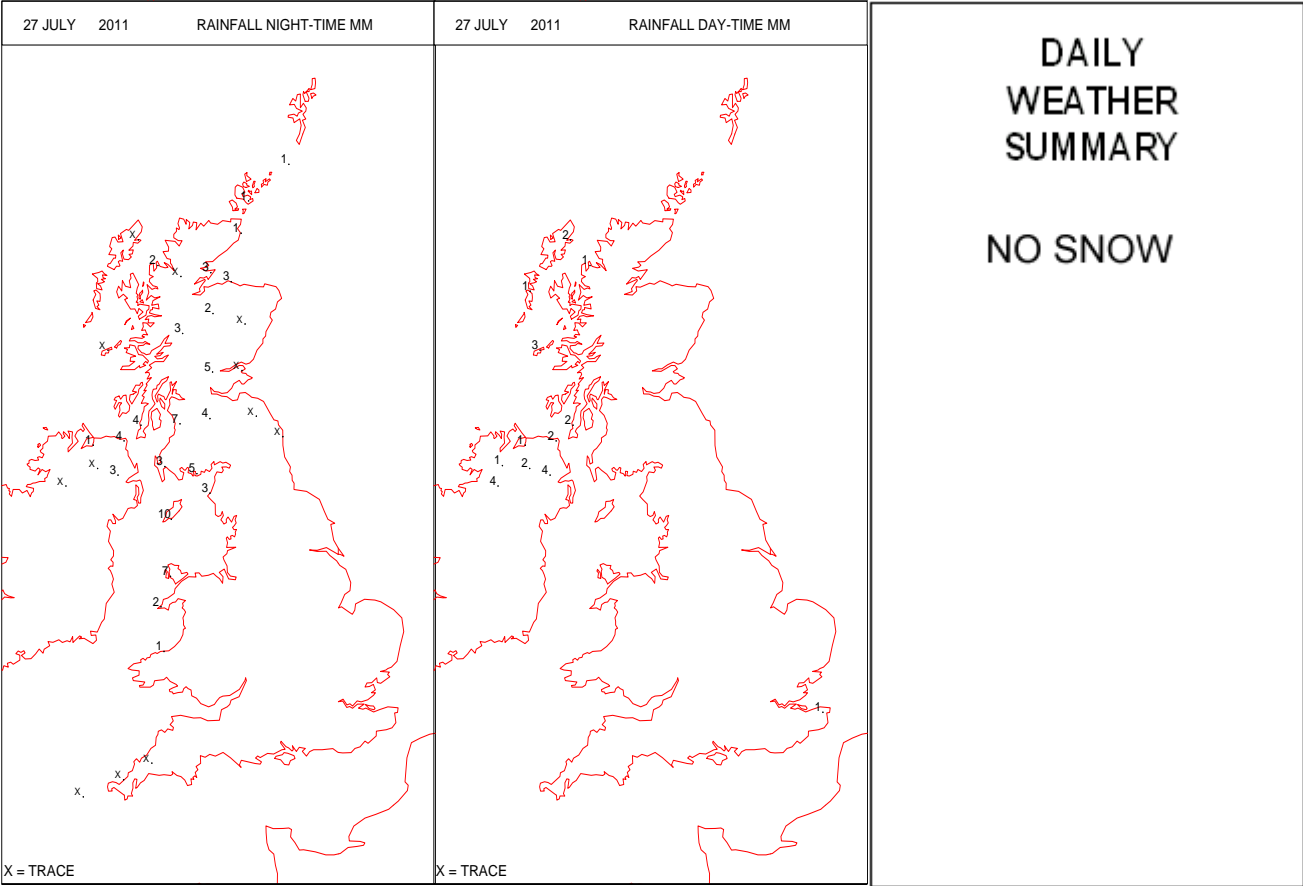 27 JULY 2011 RAINFALL NIGHT-TIME MM
1.
1.
1.
X
2.
X.
3.
3.
2.
X.
3.
X
5.
X.
4.
7.
4.
X.
X.
1.
4.
X.
3.
3.
5.
X.
3.
10.
7.
2.
1.
X.
X.
X.
X = TRACE
27 JULY 2011 RAINFALL DAY-TIME MM
2.
1
1
3.
2.
1.
2.
1.
2.
4.
4.
1.
X = TRACE
DAILY
WEATHER
SUMMARY
NO SNOW